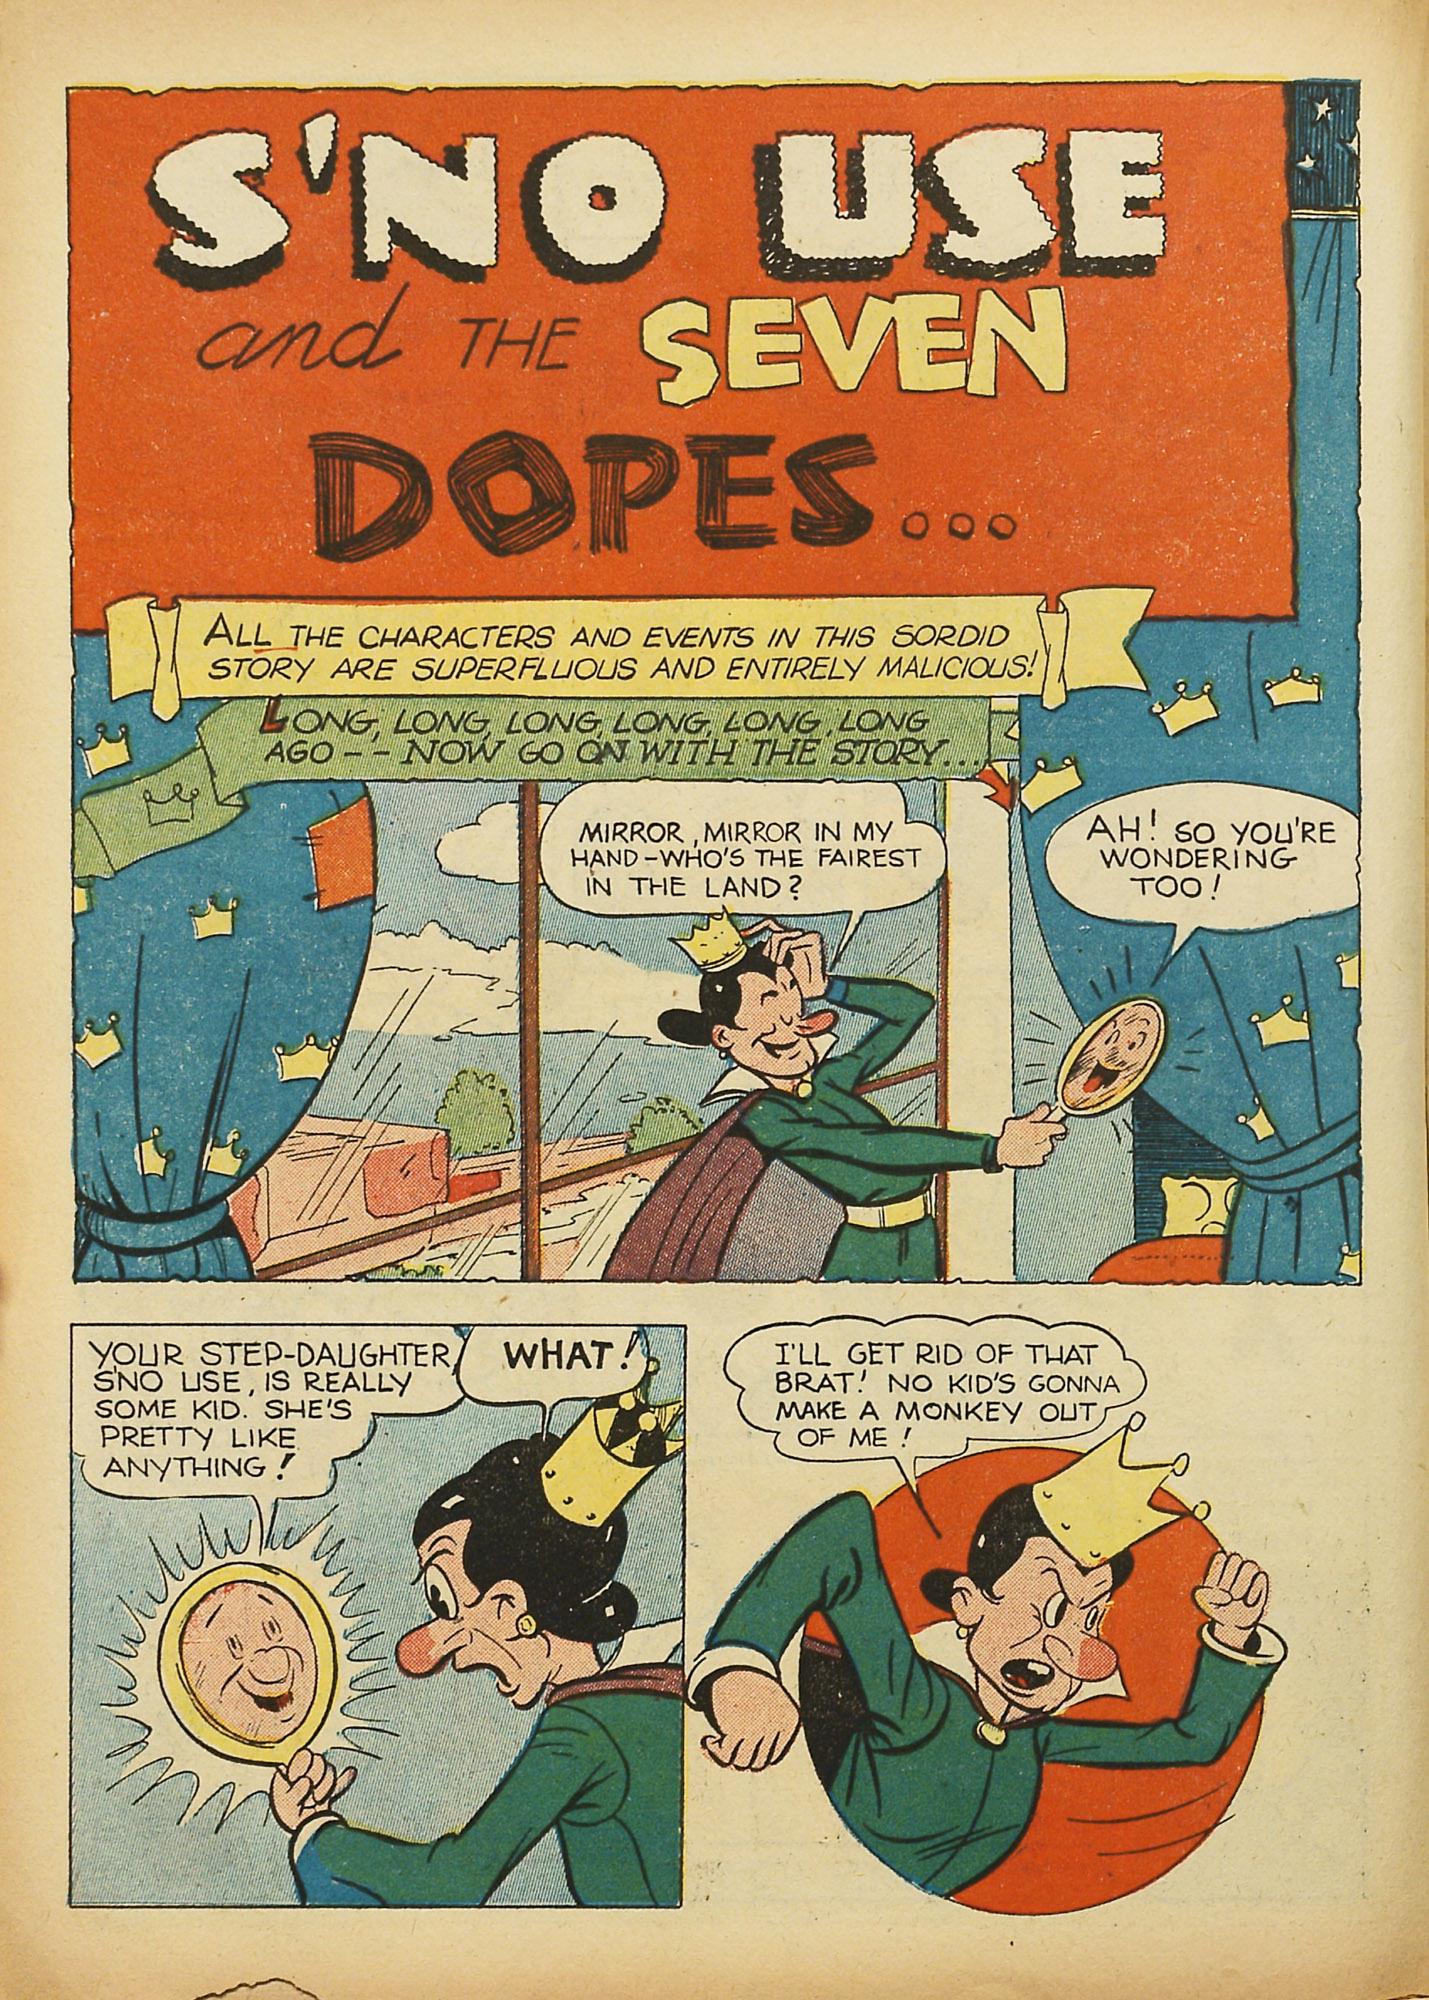 S'NO USE
and THE SEVEN
DOPES...
ALL THE CHARACTERS AND EVENTS IN THIS SORDID
STORY ARE SUPERFLUOUS AND ENTIRELY MALICIOUS!
LONG, LONG, LONG, LONG, LONG, LONG
AGO -- NOW GO ON WITH THE STORY...
MIRROR, MIRROR IN MY
HAND-WHO'S THE FAIREST
IN THE LAND?
AH! SO YOU'RE
WONDERING
TOO!
YOUR STEP-DAUGHTER,
S'NO USE, IS REALLY
SOME KID. SHE'S
PRETTY LIKE
ANYTHING!
WHAT!
I'LL GET RID OF THAT
BRAT! NO KID'S GONNA
MAKE A MONKEY OUT
OF ME!